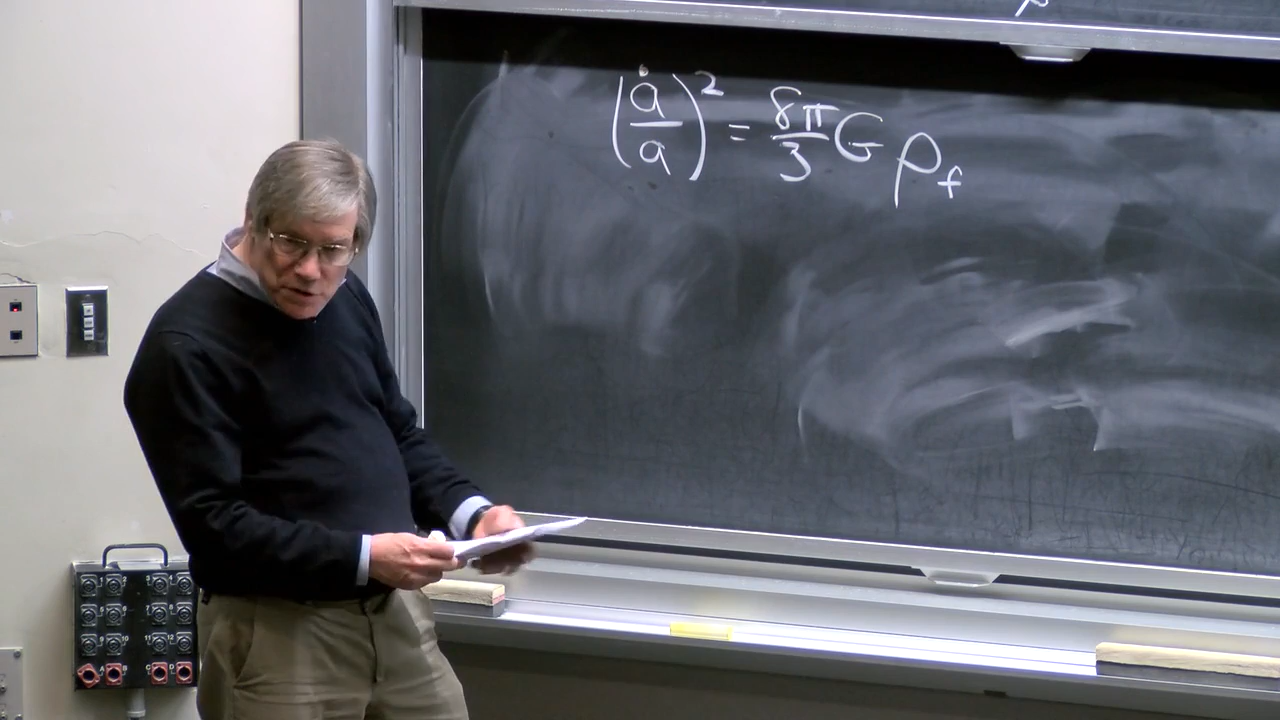 (ȧ/a)² = 8π/3 G ρ_f